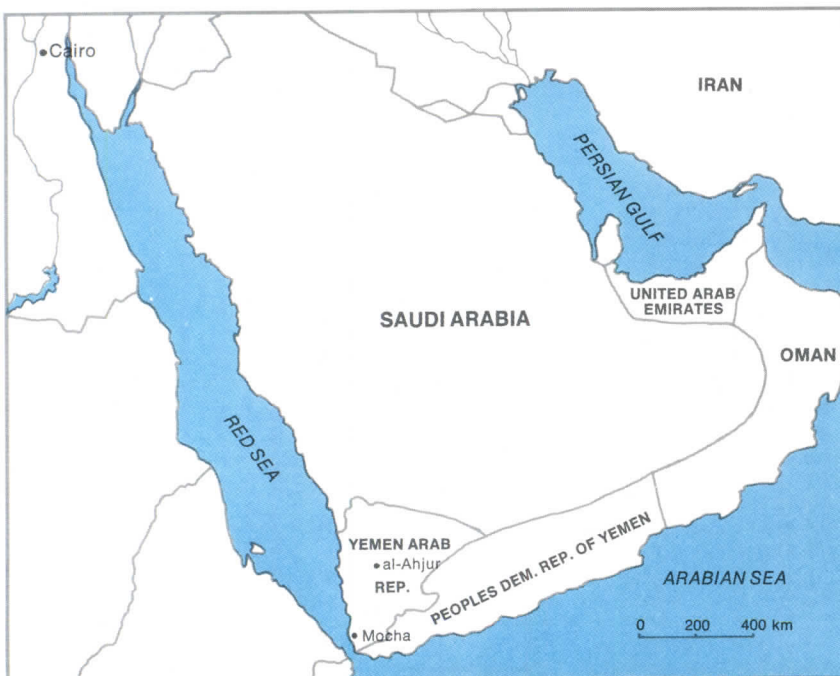 Cairo
IRAN
PERSIAN GULF
UNITED ARAB
EMIRATES
SAUDI ARABIA
OMAN
RED SEA
YEMEN ARAB
al-Ahjur
REP.
PEOPLES DEM. REP. OF YEMEN
ARABIAN SEA
0 200 400 km
Mocha